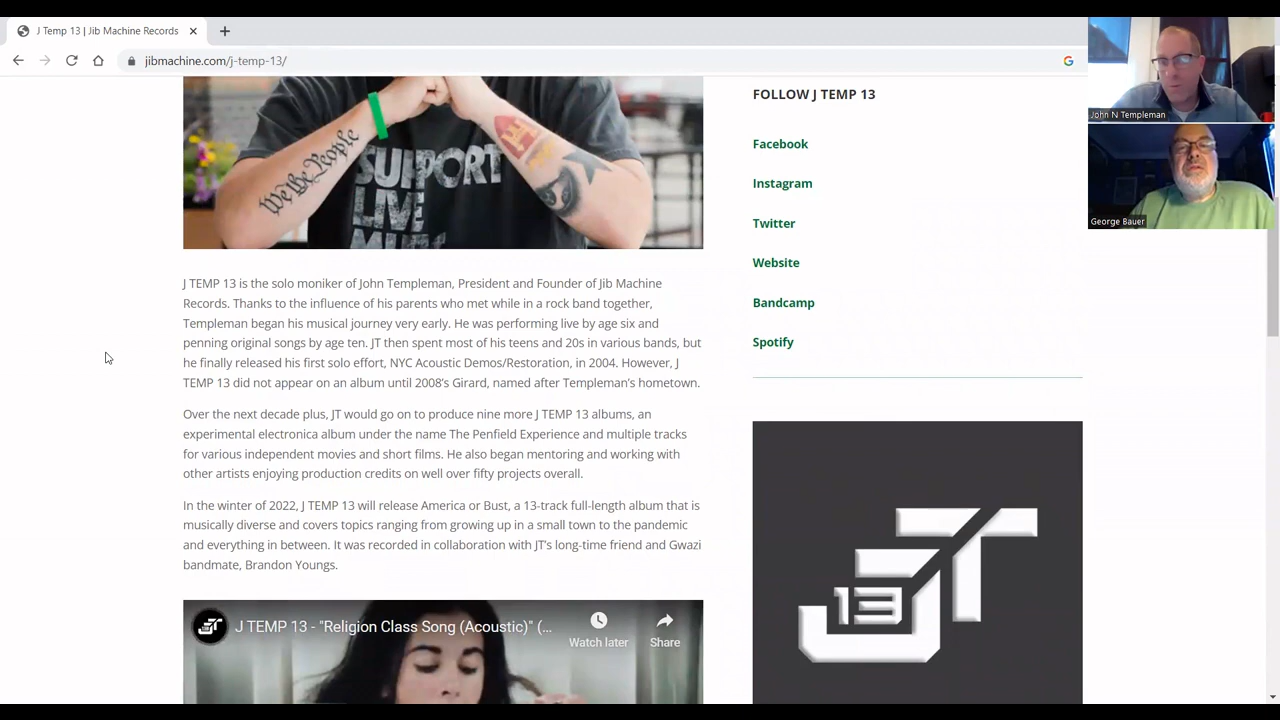 J Temp 13 | Jib Machine Records
jibmachine.com/j-temp-13/
We the People
SUPPORT
LIVE
FOLLOW J TEMP 13
Facebook
Instagram
Twitter
Website
Bandcamp
Spotify
John N Templeman
George Bauer
J TEMP 13 is the solo moniker of John Templeman, President and Founder of Jib Machine
Records. Thanks to the influence of his parents who met while in a rock band together,
Templeman began his musical journey very early. He was performing live by age six and
penning original songs by age ten. JT then spent most of his teens and 20s in various bands, but
he finally released his first solo effort, NYC Acoustic Demos/Restoration, in 2004. However, J
TEMP 13 did not appear on an album until 2008's Girard, named after Templeman's hometown.
Over the next decade plus, JT would go on to produce nine more J TEMP 13 albums, an
experimental electronica album under the name The Penfield Experience and multiple tracks
for various independent movies and short films. He also began mentoring and working with
other artists enjoying production credits on well over fifty projects overall.
In the winter of 2022, J TEMP 13 will release America or Bust, a 13-track full-length album that is
musically diverse and covers topics ranging from growing up in a small town to the pandemic
and everything in between. It was recorded in collaboration with JT's long-time friend and Gwazi
bandmate, Brandon Youngs.
J TEMP 13 - "Religion Class Song (Acoustic)" (...
Watch later
Share
JT
13